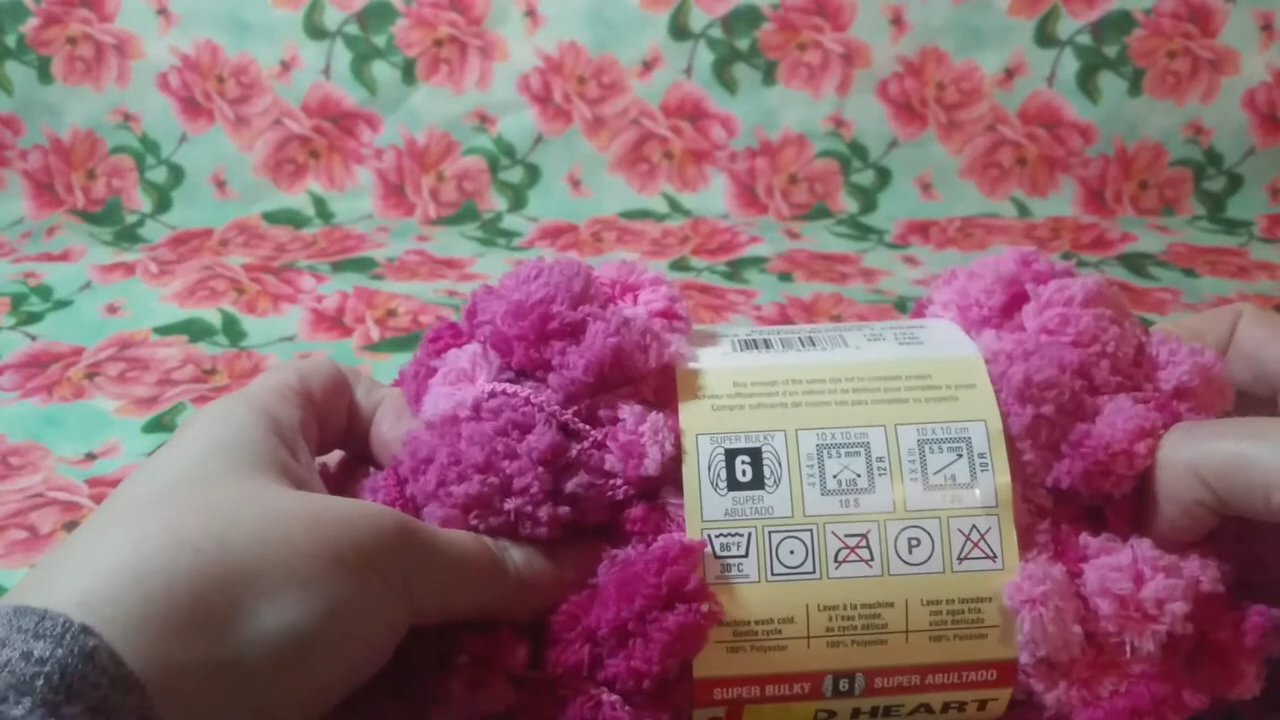 Buy enough of the same dye lot to complete project
Achetez suffisamment d'un même lot de teinture pour compléter le projet
Comprar suficiente del mismo lote para completar su proyecto
SUPER BULKY
6
SUPER
ABULTADO
10 X 10 cm
4 X 4 in
5.5 mm
9 US
12 R
10 S
10 X 10 cm
4 X 4 in
5.5 mm
I-9
10 R
86°F
30°C
P
Machine wash cold.
Gentle cycle
100% Polyester
Laver à la machine
à l'eau froide,
au cycle délicat
100% Polyester
Lavar en lavadora
con agua fría.
ciclo delicado
100% Poliéster
SUPER BULKY 6 SUPER ABULTADO
HEART